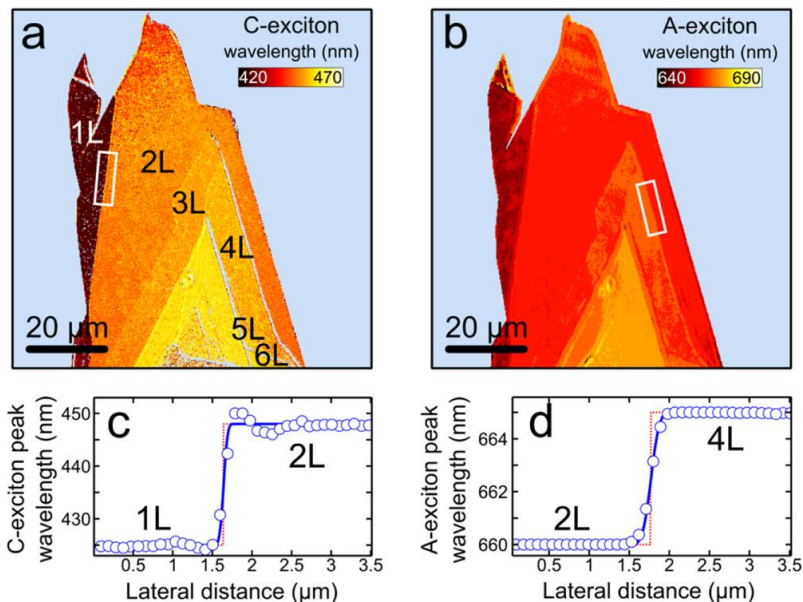 a
C-exciton
wavelength (nm)
420 470
1L
2L
3L
4L
5L
6L
20 µm
b
A-exciton
wavelength (nm)
640 690
20 µm
c
C-exciton peak
wavelength (nm)
450
440
430
1L
2L
0 0.5 1 1.5 2 2.5 3 3.5
Lateral distance (µm)
d
A-exciton peak
wavelength (nm)
664
662
660
2L
4L
0 0.5 1 1.5 2 2.5 3 3.5
Lateral distance (µm)